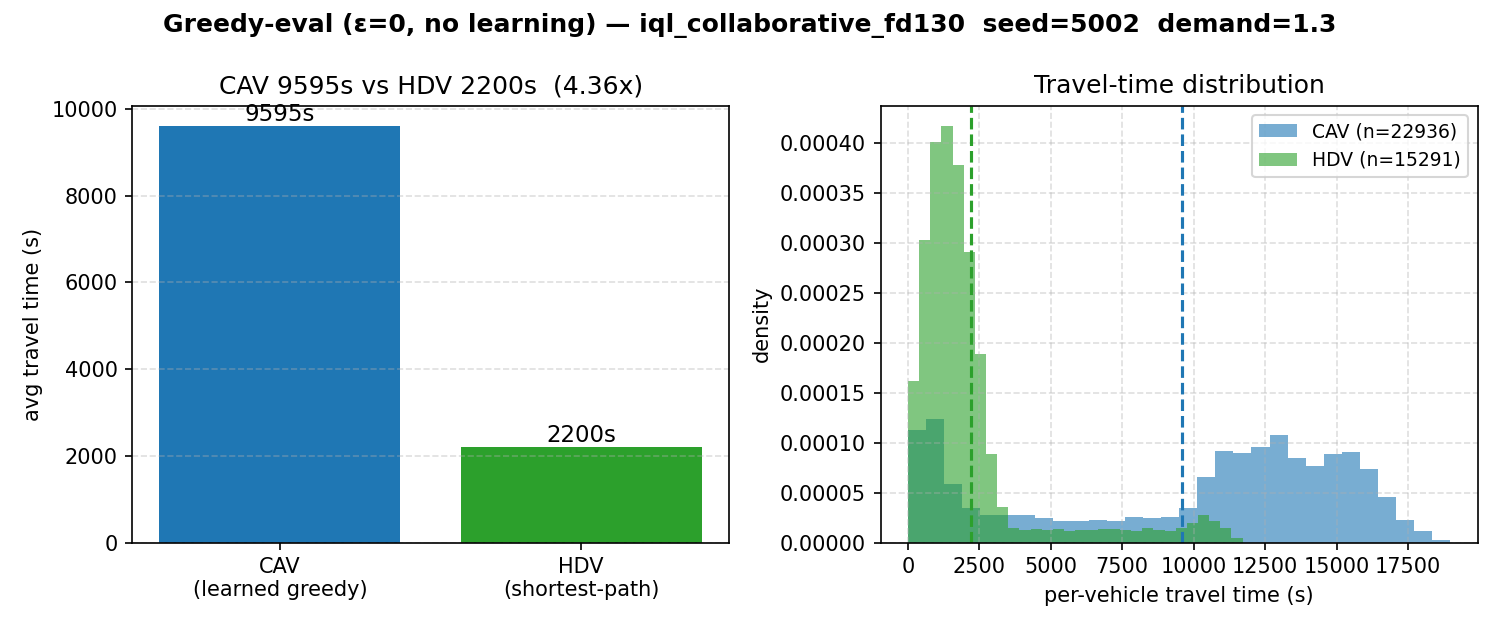 Greedy-eval (ε=0, no learning) — iql_collaborative_fd130  seed=5002  demand=1.3
CAV 9595s vs HDV 2200s  (4.36x)
avg travel time (s)
10000
8000
6000
4000
2000
0
9595s
2200s
CAV
(learned greedy)
HDV
(shortest-path)
Travel-time distribution
density
0.00040
0.00035
0.00030
0.00025
0.00020
0.00015
0.00010
0.00005
0.00000
CAV (n=22936)
HDV (n=15291)
0 2500 5000 7500 10000 12500 15000 17500
per-vehicle travel time (s)